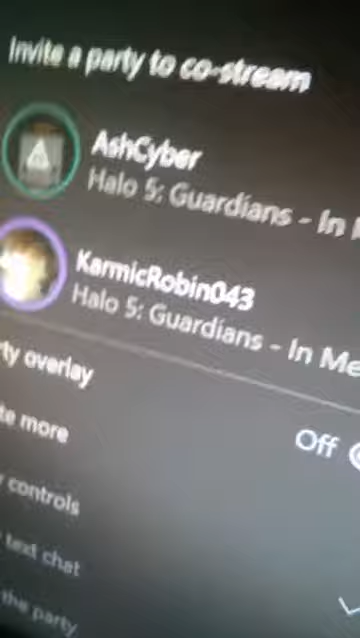 Invite a party to co-stream
AshCyber
Halo 5: Guardians - In
KarmicRobin043
Halo 5: Guardians - In Me
ty overlay
Off
te more
controls
text chat
the party